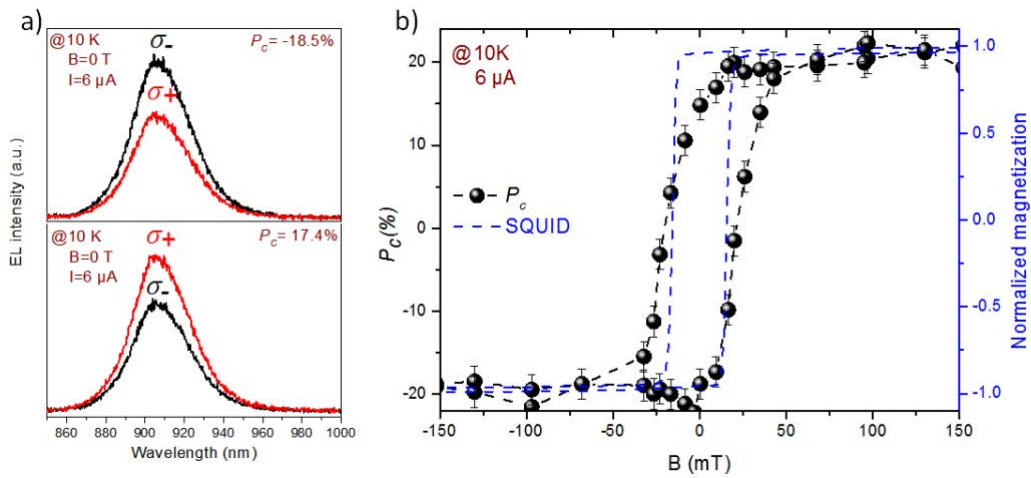 a)
@10 K
B=0 T
I=6 µA
σ-
σ+
Pc= -18.5%
@10 K
B=0 T
I=6 µA
σ+
σ-
Pc= 17.4%
EL intensity (a.u.)
860 880 900 920 940 960 980 1000
Wavelength (nm)
b)
@10K
6 µA
Pc
SQUID
Pc(%)
20
10
0
-10
-20
-150 -100 -50 0 50 100 150
B (mT)
1.0
0.5
0.0
-0.5
-1.0
Normalized magnetization